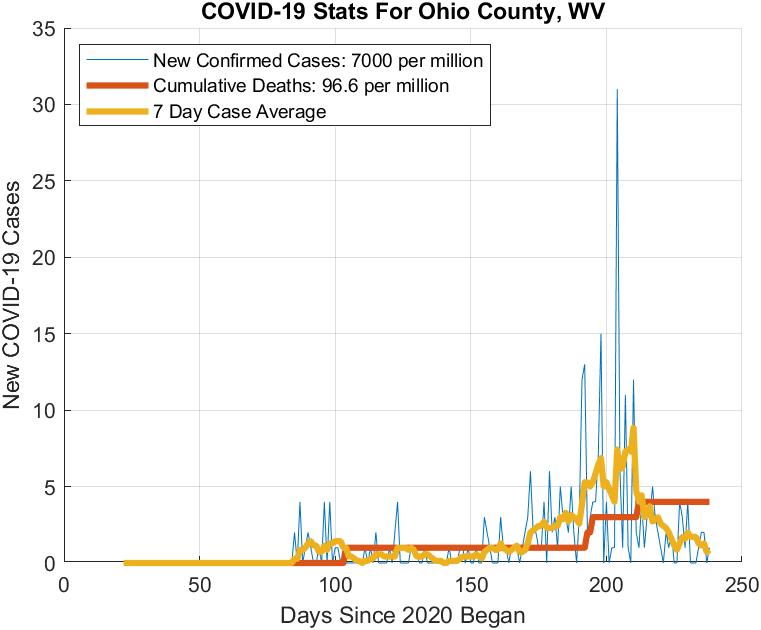 COVID-19 Stats For Ohio County, WV
New Confirmed Cases: 7000 per million
Cumulative Deaths: 96.6 per million
7 Day Case Average
New COVID-19 Cases
35
30
25
20
15
10
5
0
0 50 100 150 200 250
Days Since 2020 Began